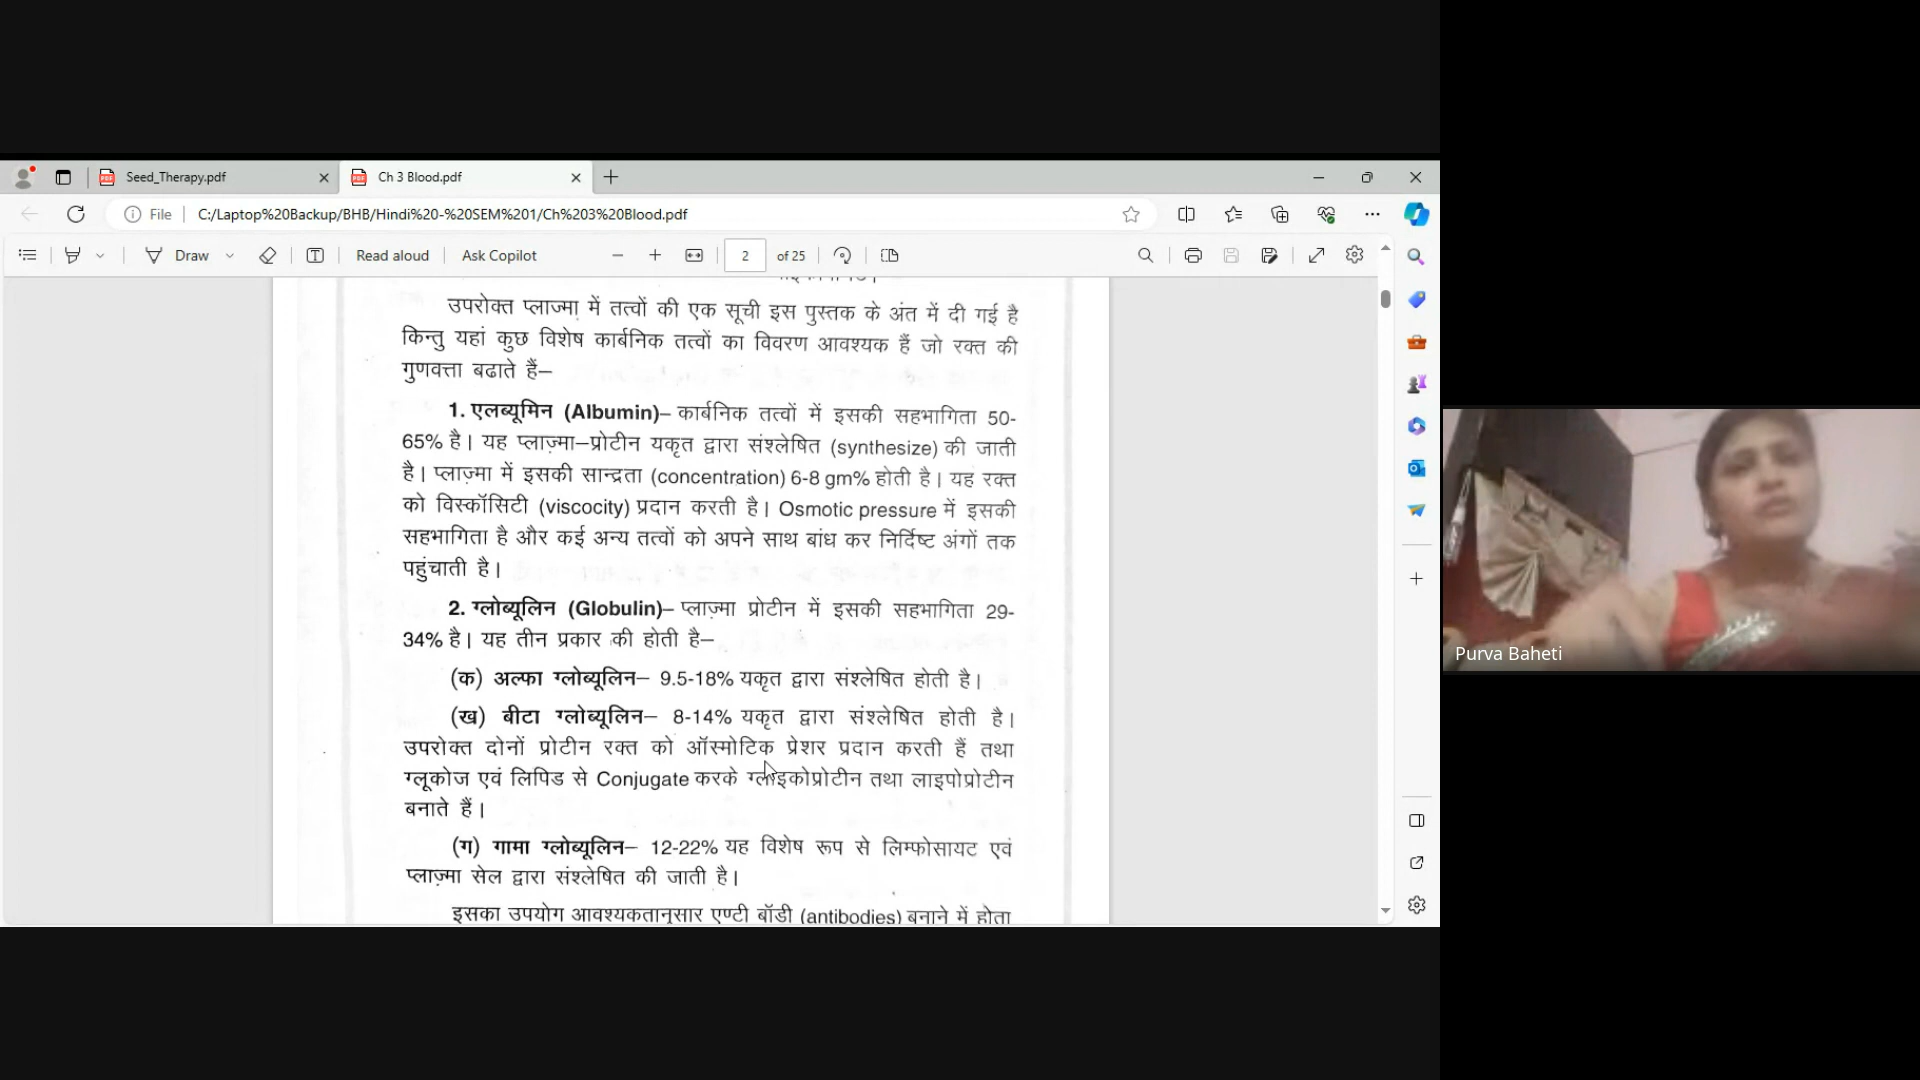 Seed_Therapy.pdf
Ch 3 Blood.pdf
File
C:/Laptop%20Backup/BHB/Hindi%20-%20SEM%201/Ch%203%20Blood.pdf
Draw
Read aloud
Ask Copilot
2
of 25
उपरोक्त प्लाज्मा में तत्वों की एक सूची इस पुस्तक के अंत में दी गई है
किन्तु यहां कुछ विशेष कार्बनिक तत्वों का विवरण आवश्यक हैं जो रक्त की
गुणवत्ता बढाते हैं–
1. एलब्यूमिन (Albumin)– कार्बनिक तत्वों में इसकी सहभागिता 50-
65% है। यह प्लाज़्मा–प्रोटीन यकृत द्वारा संश्लेषित (synthesize) की जाती
है। प्लाज़्मा में इसकी सान्द्रता (concentration) 6-8 gm% होती है। यह रक्त
को विस्कॉसिटी (viscocity) प्रदान करती है। Osmotic pressure में इसकी
सहभागिता है और कई अन्य तत्वों को अपने साथ बांध कर निर्दिष्ट अंगों तक
पहुंचाती है।
2. ग्लोब्यूलिन (Globulin)– प्लाज़्मा प्रोटीन में इसकी सहभागिता 29-
34% है। यह तीन प्रकार की होती है–
(क) अल्फा ग्लोब्यूलिन– 9.5-18% यकृत द्वारा संश्लेषित होती है।
(ख) बीटा ग्लोब्यूलिन– 8-14% यकृत द्वारा संश्लेषित होती है।
उपरोक्त दोनों प्रोटीन रक्त को ऑस्मोटिक प्रेशर प्रदान करती हैं तथा
ग्लूकोज एवं लिपिड से Conjugate करके ग्लाइकोप्रोटीन तथा लाइपोप्रोटीन
बनाते हैं।
(ग) गामा ग्लोब्यूलिन– 12-22% यह विशेष रूप से लिम्फोसायट एवं
प्लाज़्मा सेल द्वारा संश्लेषित की जाती है।
इसका उपयोग आवश्यकतानुसार एण्टी बॉडी (antibodies) बनाने में होता
Purva Baheti